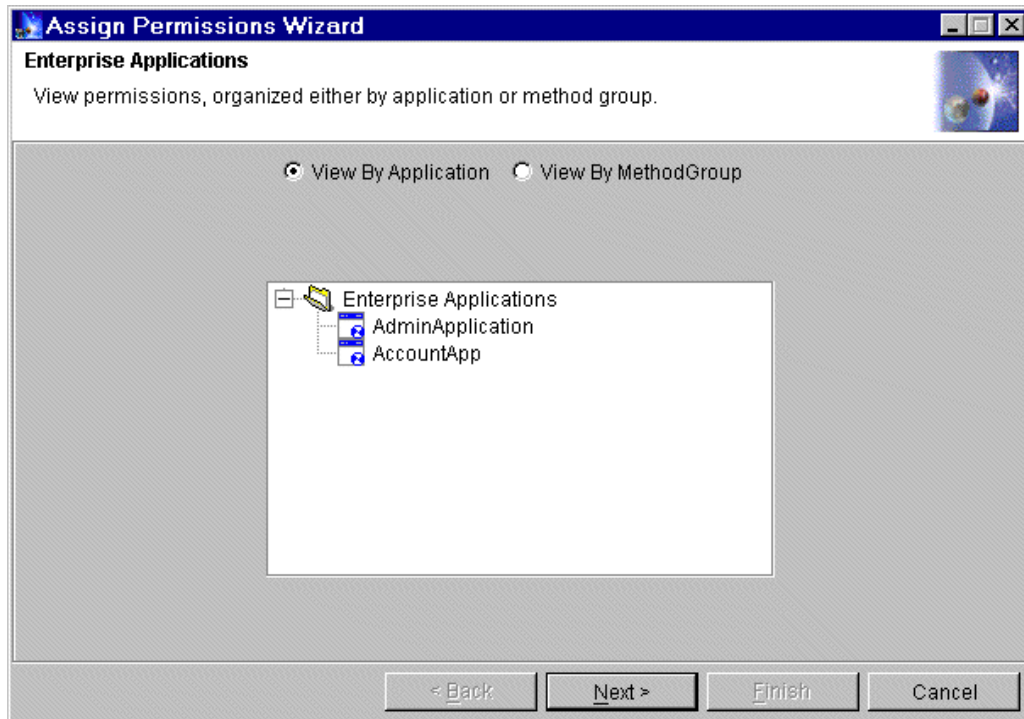 Assign Permissions Wizard
Enterprise Applications
View permissions, organized either by application or method group.
View By Application View By MethodGroup
Enterprise Applications
AdminApplication
AccountApp
< Back Next > Finish Cancel